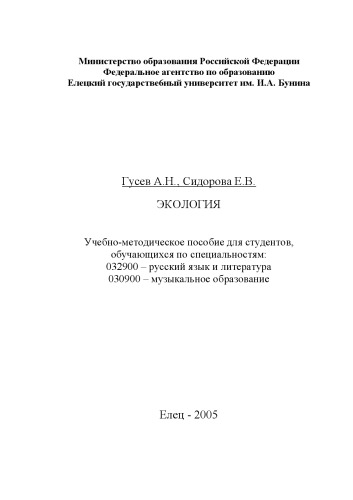 Министерство образования Российской Федерации
Федеральное агентство по образованию
Елецкий государствебный университет им. И.А. Бунина
Гусев А.Н., Сидорова Е.В.
ЭКОЛОГИЯ
Учебно-методическое пособие для студентов,
обучающихся по специальностям:
032900 – русский язык и литература
030900 – музыкальное образование
Елец - 2005